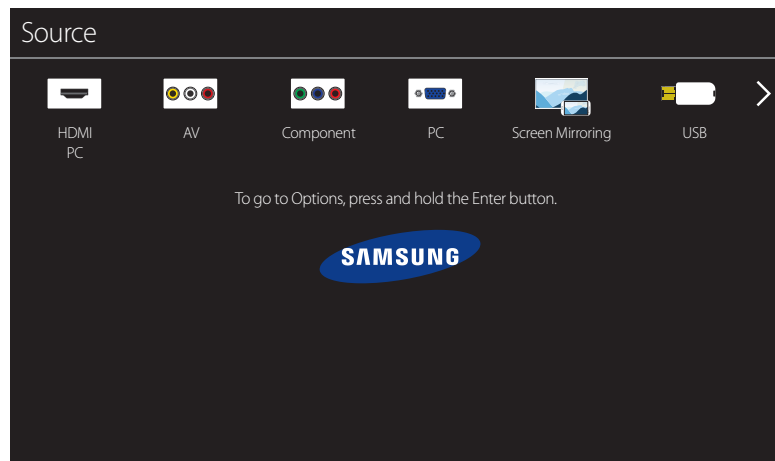 Source
HDMI AV Component PC Screen Mirroring USB
PC
To go to Options, press and hold the Enter button.
SAMSUNG